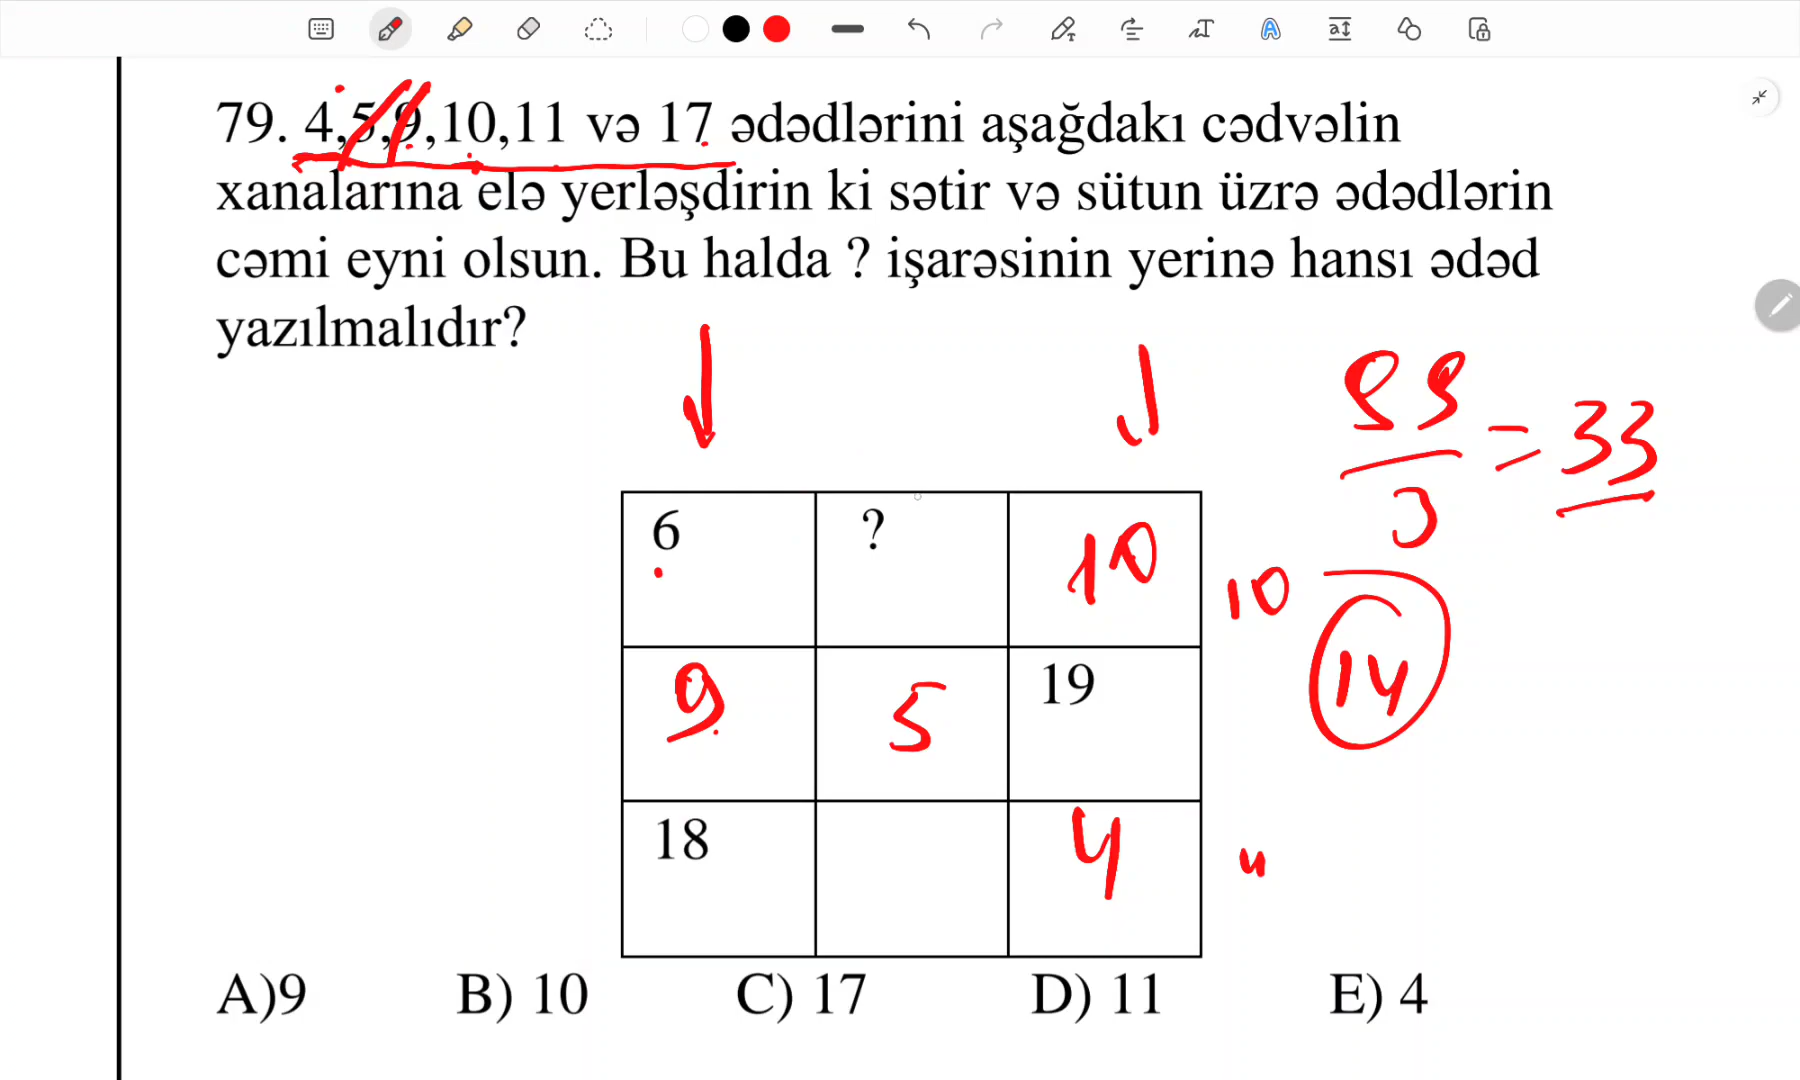 79. 4,5,9,10,11 və 17 ədədlərini aşağdakı cədvəlin
xanalarına elə yerləşdirin ki sətir və sütun üzrə ədədlərin
cəmi eyni olsun. Bu halda ? işarəsinin yerinə hansı ədəd
yazılmalıdır?
99
3
= 33
6 ? 10
10
14
9 5 19
18 4
4
A)9 B) 10 C) 17 D) 11 E) 4